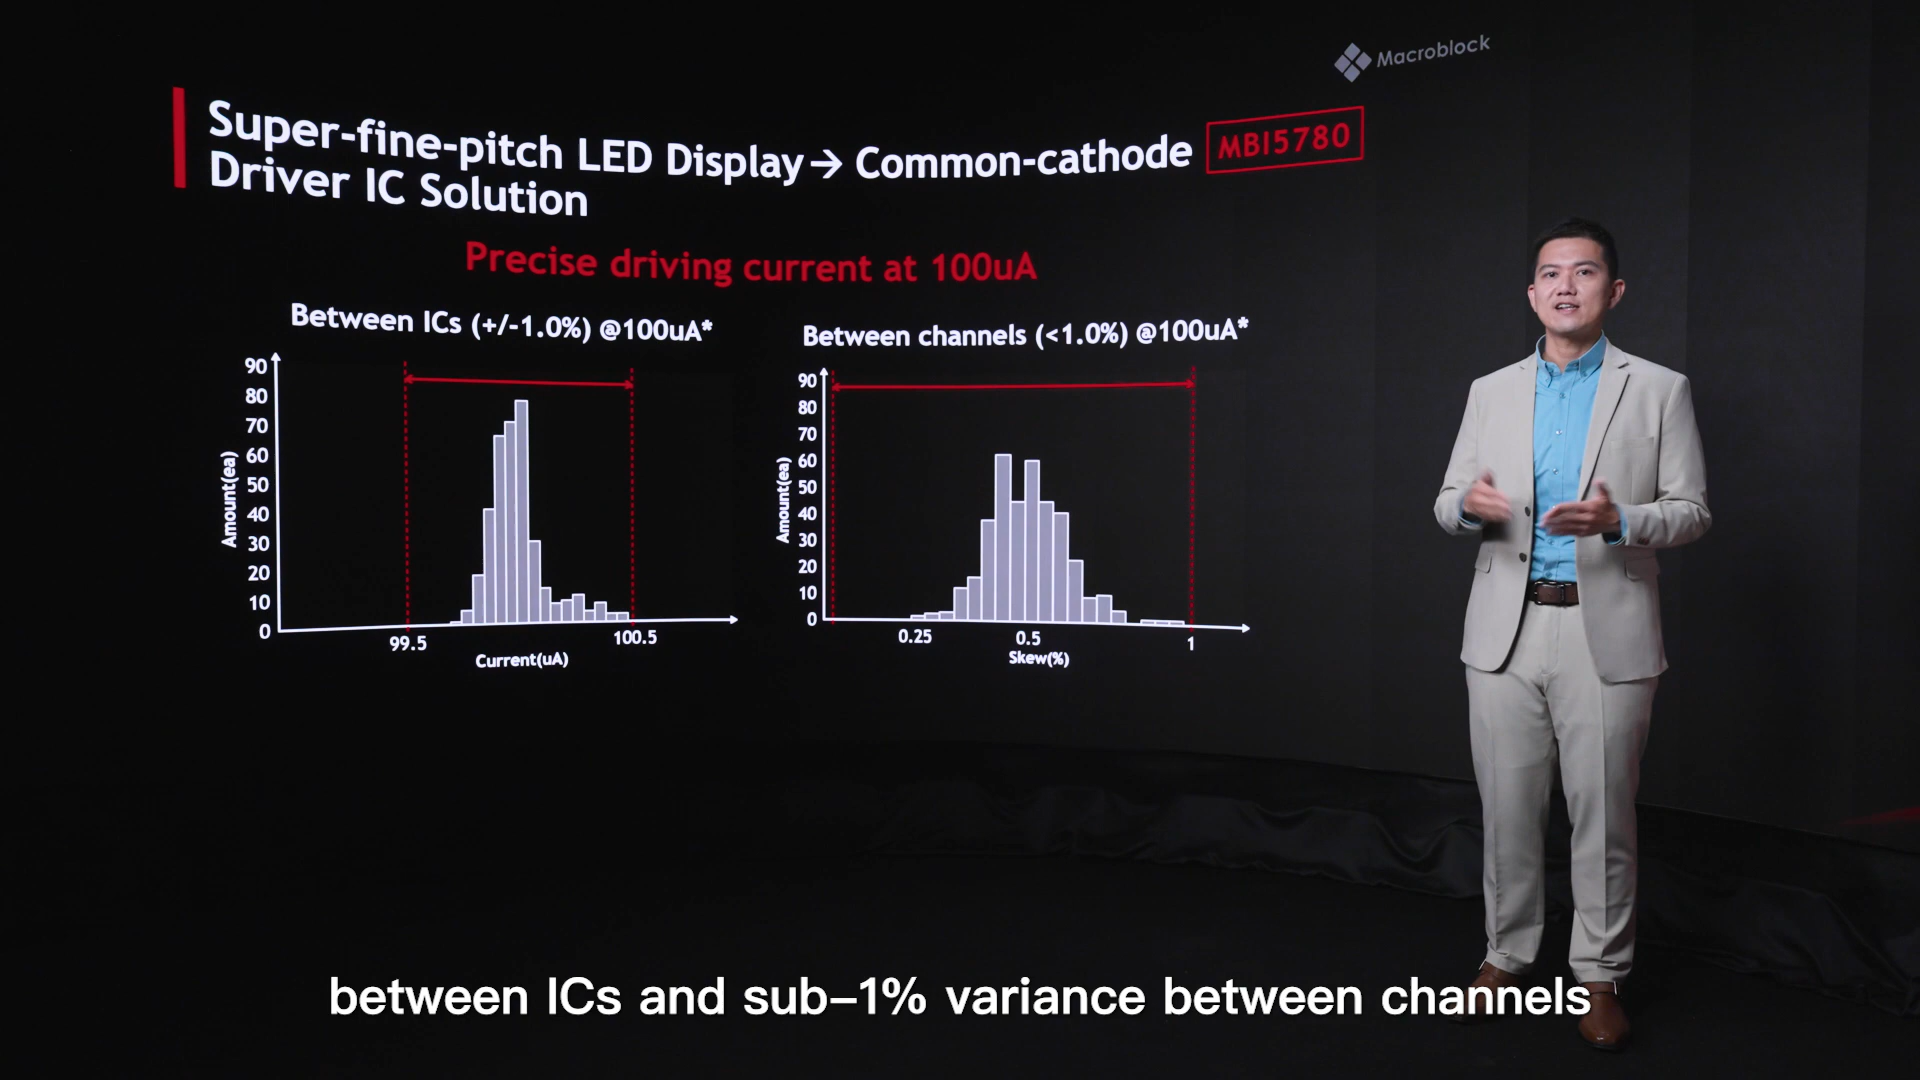 Macroblock
Super-fine-pitch LED Display→ Common-cathode MBI5780
Driver IC Solution
Precise driving current at 100uA
Between ICs (+/-1.0%) @100uA*
90
80
70
60
50
40
30
20
10
0
Amount(ea)
99.5 100.5
Current(uA)
Between channels (<1.0%) @100uA*
90
80
70
60
50
40
30
20
10
0
Amount(ea)
0.25 0.5 1
Skew(%)
between ICs and sub-1% variance between channels